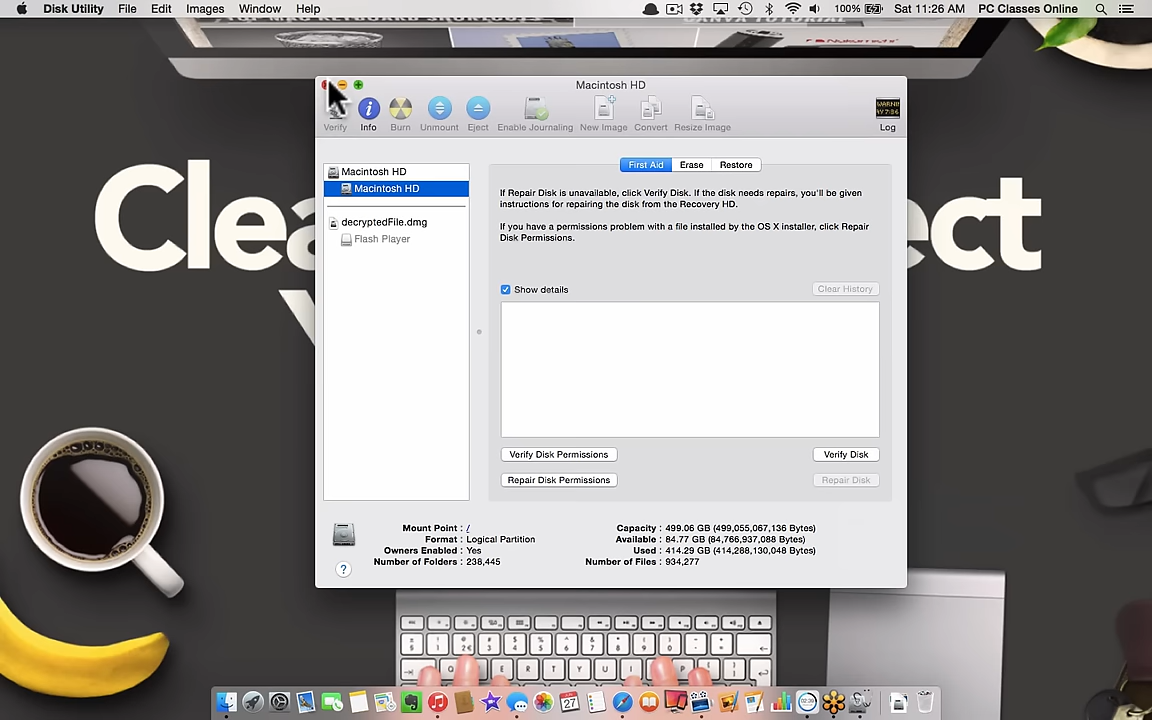 Disk Utility File Edit Images Window Help 100% Sat 11:26 AM PC Classes Online
Macintosh HD
Verify Info Burn Unmount Eject Enable Journaling New Image Convert Resize Image Log
Macintosh HD
Macintosh HD
decryptedFile.dmg
Flash Player
First Aid Erase Restore
If Repair Disk is unavailable, click Verify Disk. If the disk needs repairs, you'll be given
instructions for repairing the disk from the Recovery HD.
If you have a permissions problem with a file installed by the OS X installer, click Repair
Disk Permissions.
Show details Clear History
Verify Disk Permissions Verify Disk
Repair Disk Permissions Repair Disk
Mount Point : / Capacity : 499.06 GB (499,055,067,136 Bytes)
Format : Logical Partition Available : 84.77 GB (84,766,937,088 Bytes)
Owners Enabled : Yes Used : 414.29 GB (414,288,130,048 Bytes)
Number of Folders : 238,445 Number of Files : 934,277
?